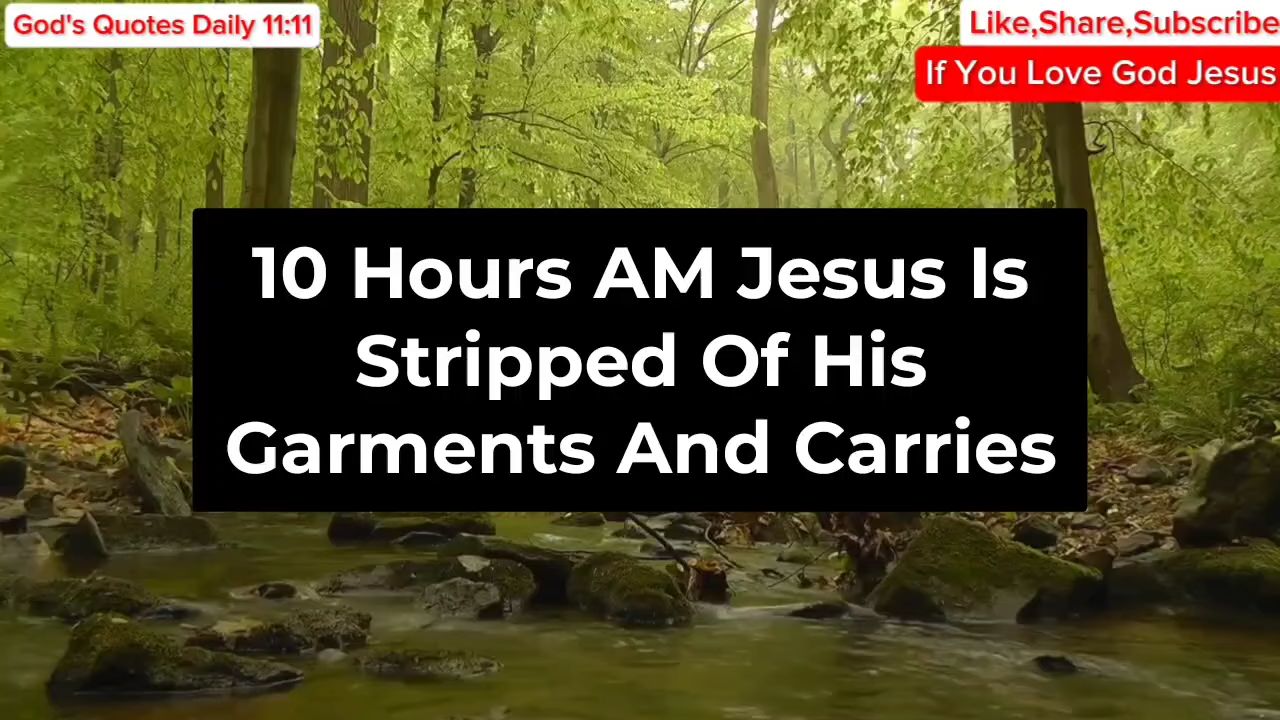 God's Quotes Daily 11:11
Like,Share,Subscribe
If You Love God Jesus
10 Hours AM Jesus Is
Stripped Of His
Garments And Carries